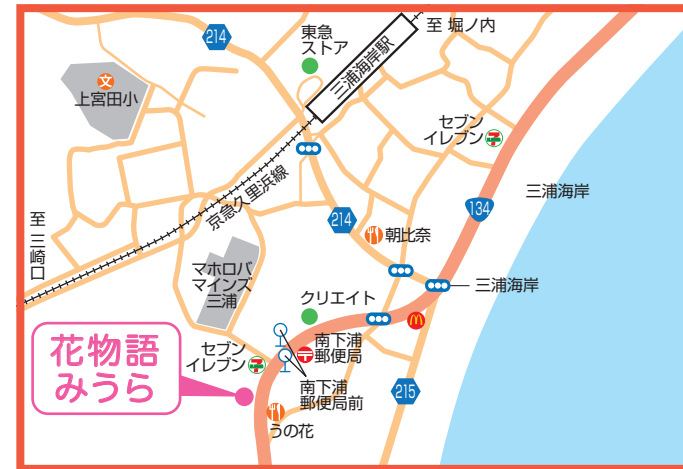 214
東急
ストア
至 堀ノ内
三浦海岸駅
文
上宮田小
セブン
イレブン
京急久里浜線
134
三浦海岸
至 三崎口
214
朝比奈
マホロバ
マインズ
三浦
クリエイト
三浦海岸
花物語
みうら
セブン
イレブン
南下浦
郵便局
南下浦
郵便局前
215
うの花